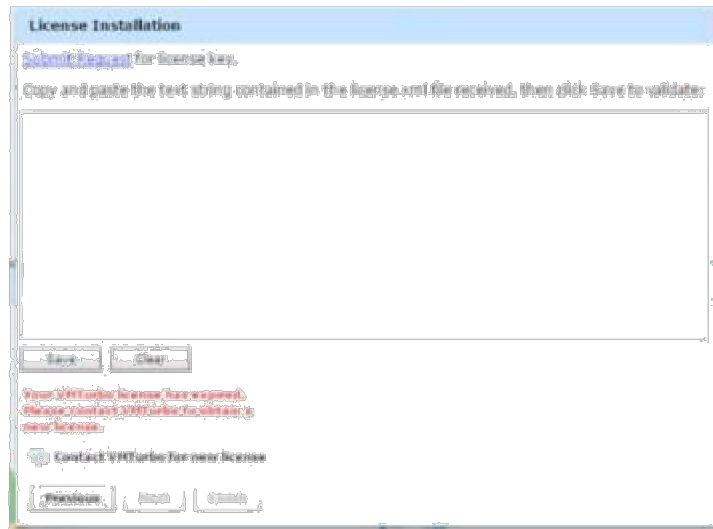 License Installation
Submit Request for license key.
Copy and paste the text string contained in the license.xml file received, then click Save to validate:
Save Clear
Your VMTurbo license has expired.
Please contact VMTurbo to obtain a
new license.
Contact VMTurbo for new license
Previous Next Finish